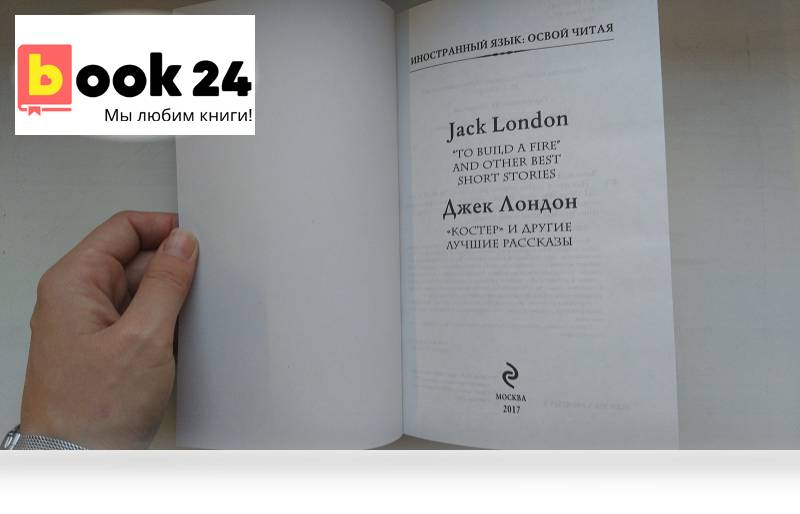 book 24
Мы любим книги!
ИНОСТРАННЫЙ ЯЗЫК: ОСВОЙ ЧИТАЯ
Jack London
“TO BUILD A FIRE”
AND OTHER BEST
SHORT STORIES
Джек Лондон
«КОСТЕР» И ДРУГИЕ
ЛУЧШИЕ РАССКАЗЫ
МОСКВА
2017